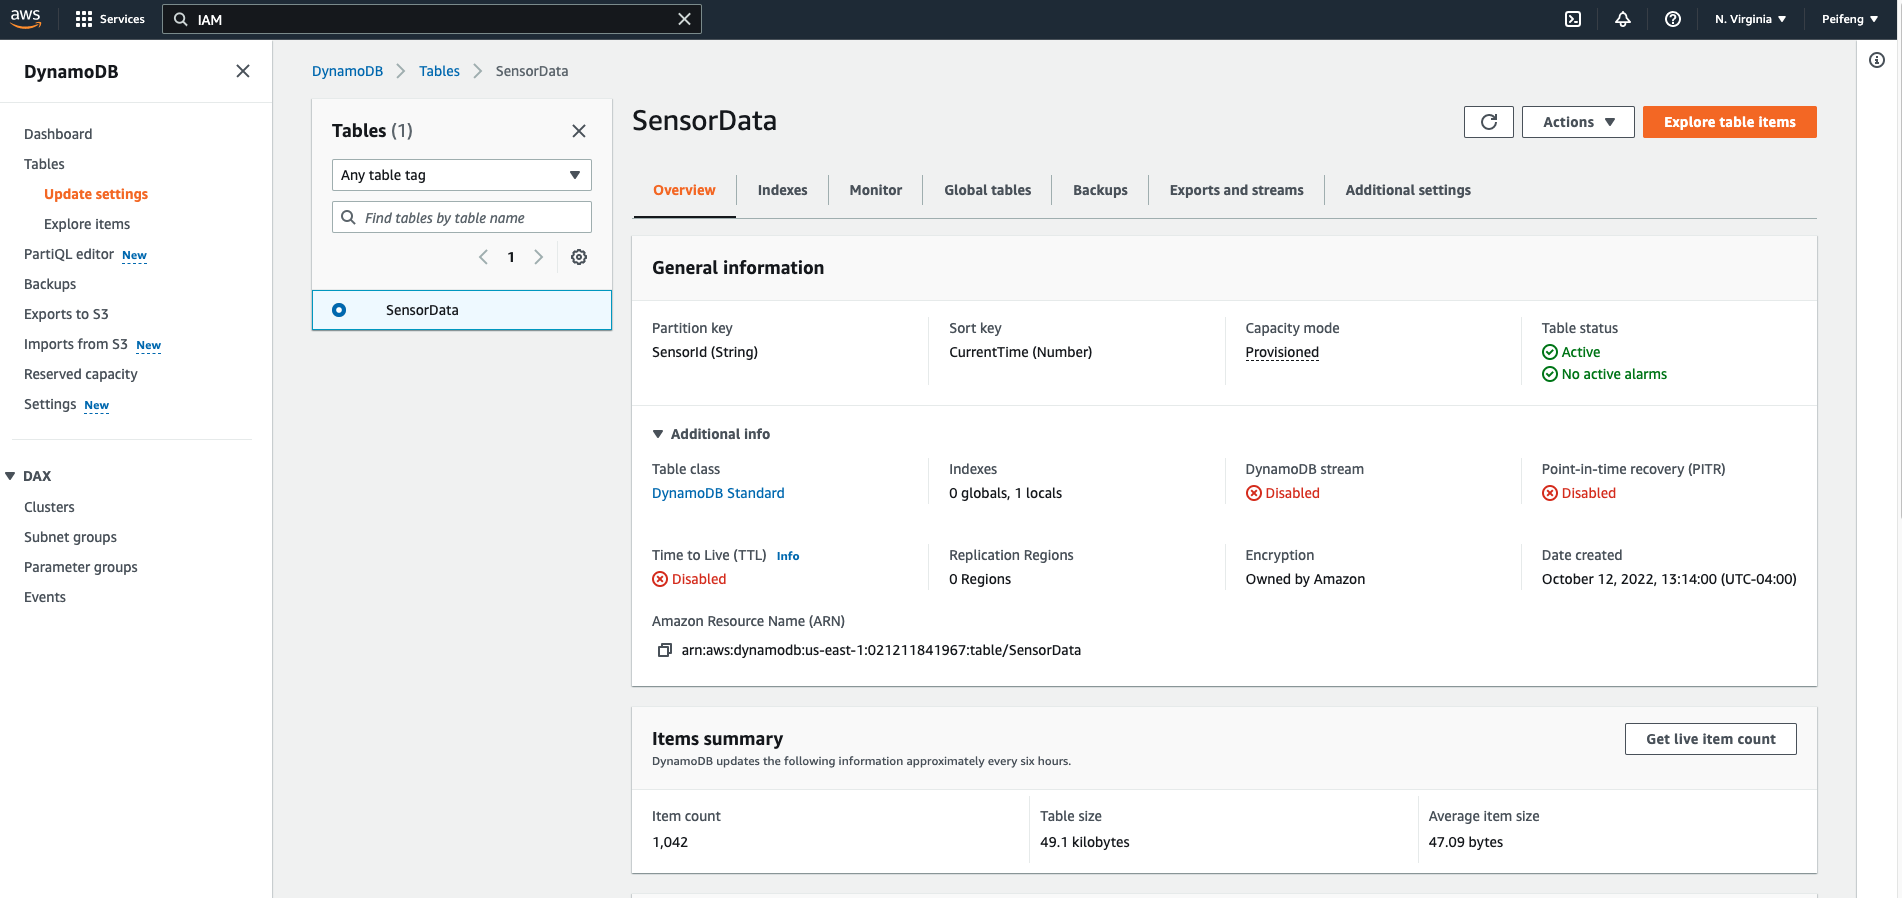 aws
Services
IAM
N. Virginia
Peifeng
DynamoDB
Dashboard
Tables
Update settings
Explore items
PartiQL editor New
Backups
Exports to S3
Imports from S3 New
Reserved capacity
Settings New
DAX
Clusters
Subnet groups
Parameter groups
Events
DynamoDB
Tables
SensorData
Tables (1)
Any table tag
Find tables by table name
1
SensorData
SensorData
Actions
Explore table items
Overview
Indexes
Monitor
Global tables
Backups
Exports and streams
Additional settings
General information
Partition key
SensorId (String)
Sort key
CurrentTime (Number)
Capacity mode
Provisioned
Table status
Active
No active alarms
Additional info
Table class
DynamoDB Standard
Indexes
0 globals, 1 locals
DynamoDB stream
Disabled
Point-in-time recovery (PITR)
Disabled
Time to Live (TTL) Info
Disabled
Replication Regions
0 Regions
Encryption
Owned by Amazon
Date created
October 12, 2022, 13:14:00 (UTC-04:00)
Amazon Resource Name (ARN)
arn:aws:dynamodb:us-east-1:021211841967:table/SensorData
Items summary
DynamoDB updates the following information approximately every six hours.
Get live item count
Item count
1,042
Table size
49.1 kilobytes
Average item size
47.09 bytes